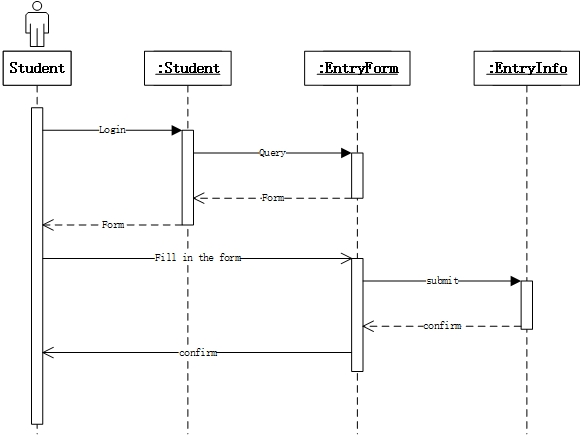 Student
:Student
:EntryForm
:EntryInfo
Login
Query
Form
Form
Fill in the form
submit
confirm
confirm